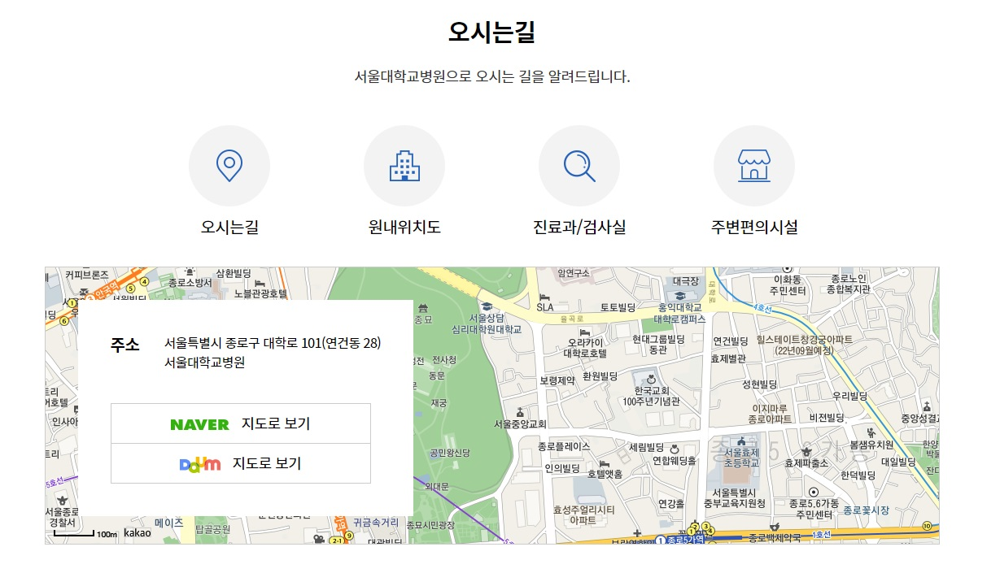 오시는길
서울대학교병원으로 오시는 길을 알려드립니다.
오시는길
원내위치도
진료과/검사실
주변편의시설
주소
서울특별시 종로구 대학로 101(연건동 28)
서울대학교병원
NAVER 지도로 보기
Daum 지도로 보기
커피브론즈
종로소방서
삼환빌딩
노블관광호텔
안국역
종묘
서울상담
심리대학원대학교
암연구소
SLA
토토빌딩
율곡로
대극장
홍익대학교
대학로캠퍼스
대학로
이화동
주민센터
종로노인
종합복지관
4호선
오라카이
대학로호텔
현대그룹빌딩
동관
연건빌딩
효제별관
힐스테이트창경궁아파트
(22년09월예정)
전사청
동문
재궁
보령제약
환원빌딩
한국교회
100주년기념관
성현빌딩
우리빌딩
이지마루
종로아파트
비젼빌딩
서울중앙교회
중앙성결교
공민왕신당
종로플레이스
세림빌딩
연합웨딩홀
서울효제
초등학교
효제파출소
봄샘유치원
대일빌딩
한덕빌딩
인의빌딩
호텔앳홈
외대문
5호선
서울종로
경찰서
메이즈
탑골공원
귀금속거리
종묘시민광장
효성주얼리시티
아파트
연강홀
서울특별시
중부교육지원청
종로5,6가동
주민센터
종로꽃시장
종로5가역
종로백제약국
1호선
100m
kakao